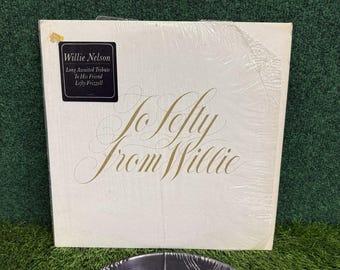 Willie Nelson
Long Awaited Tribute
To His Friend
Lefty Frizzell
To Lefty
From Willie